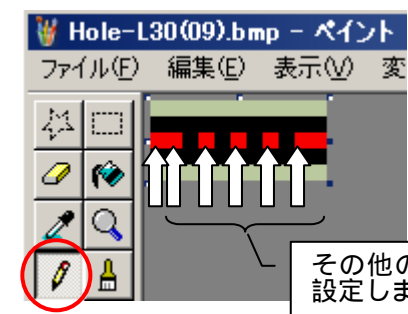 Hole-L30(09).bmp - ペイント
ファイル(F) 編集(E) 表示(V) 変
その他の
設定しま